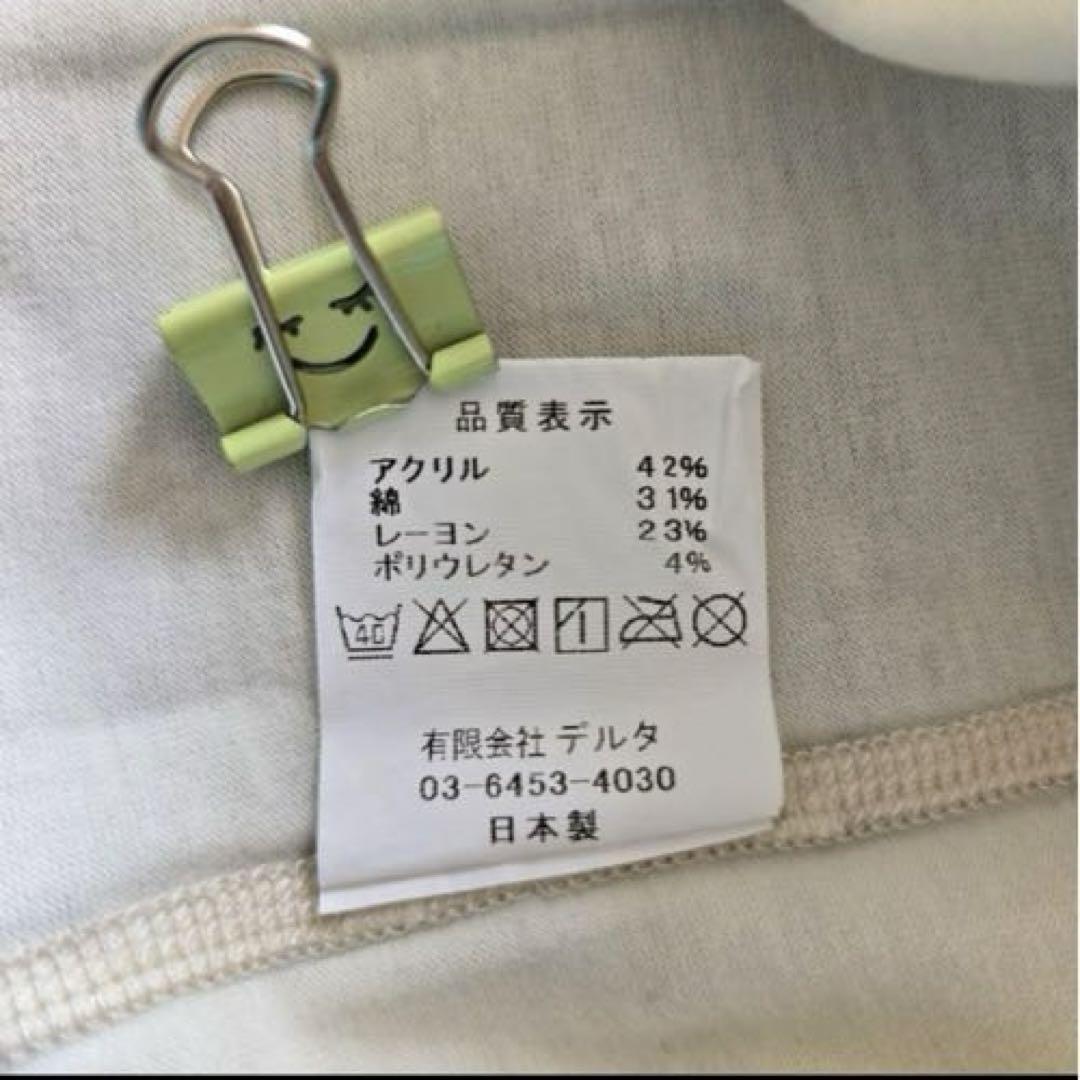 品質表示
アクリル 42%
綿 31%
レーヨン 23%
ポリウレタン 4%
40
有限会社 デルタ
03-6453-4030
日本製